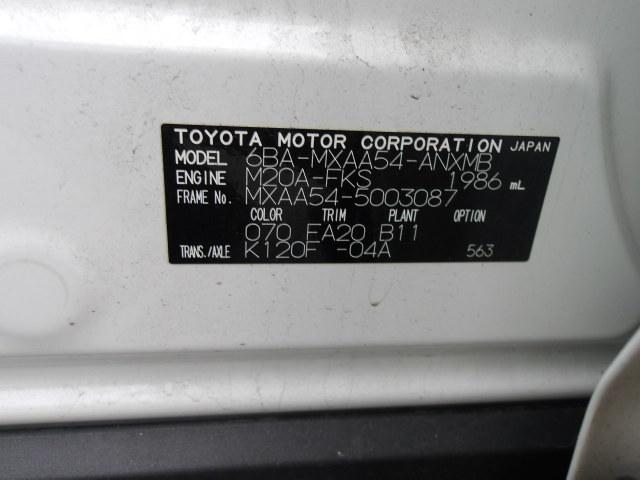 TOYOTA MOTOR CORPORATION JAPAN
MODEL 6BA-MXAA54-ANXMB
ENGINE M20A-FKS 1986 mL
FRAME No. MXAA54-5003087
COLOR TRIM PLANT OPTION
070 FA20 B11
TRANS./AXLE K120F -04A 563